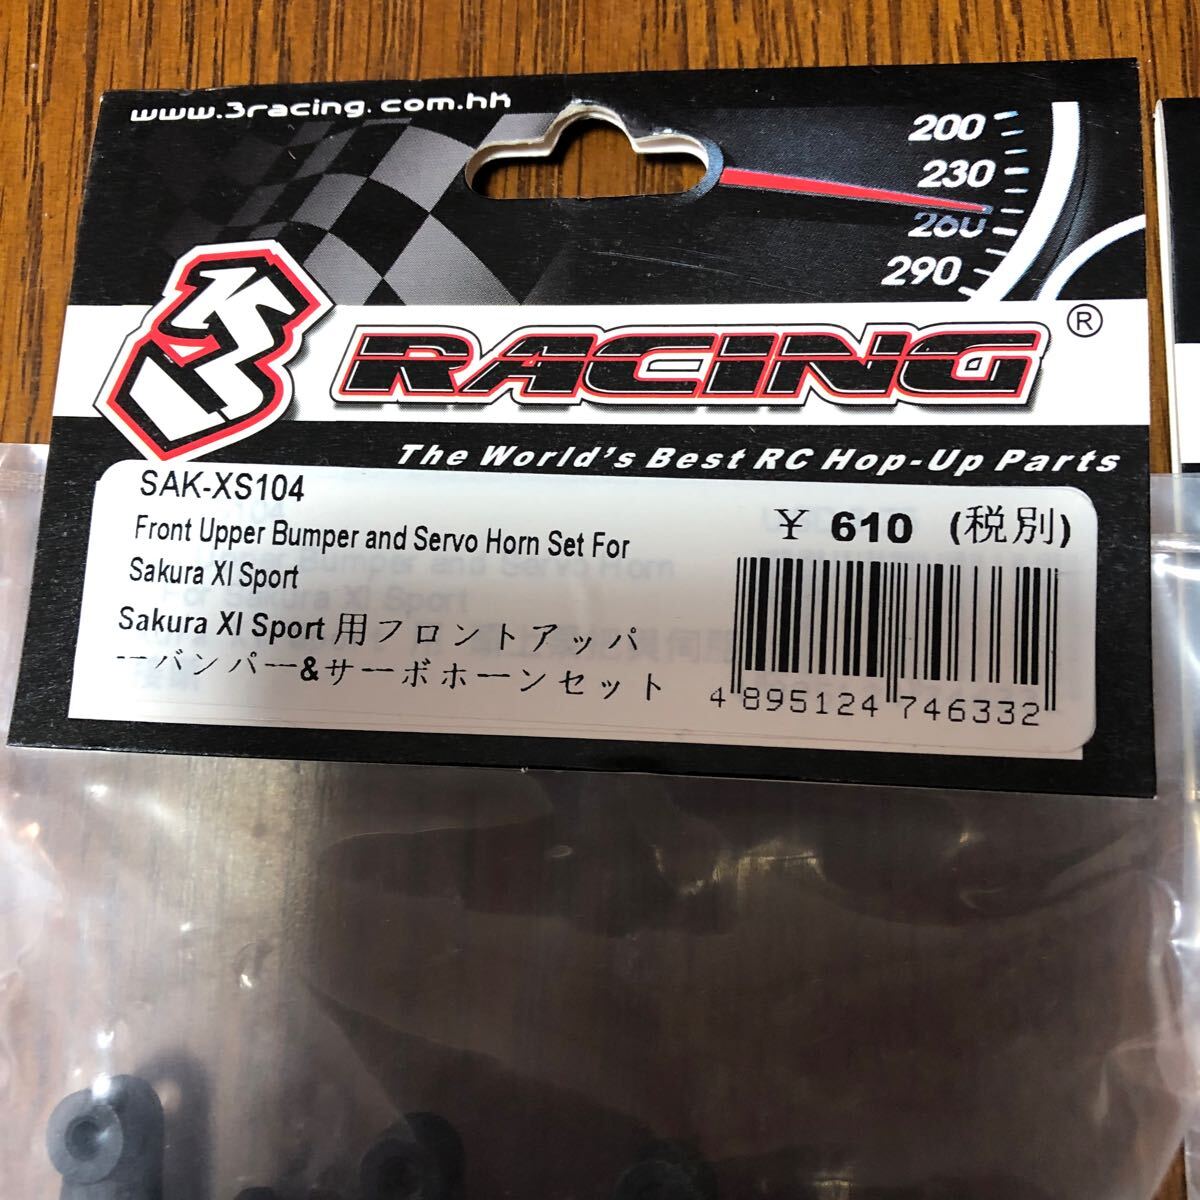 www.3racing.com.hk
200
230
260
290
3RACING®
The World's Best RC Hop-Up Parts
SAK-XS104
¥ 610 (税別)
Front Upper Bumper and Servo Horn Set For
Sakura XI Sport
Sakura XI Sport 用フロントアッパ
ーバンパー&サーボホーンセット
4 895124 746332